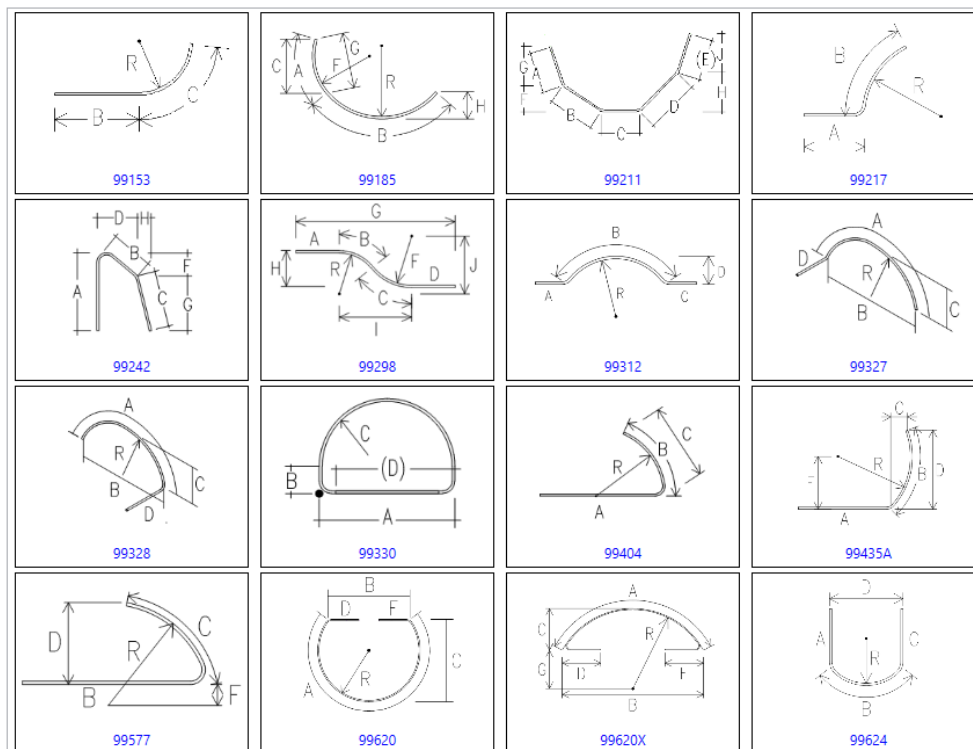 R
B
C
99153
G
A
C
F
R
H
B
99185
G
A
F
B
C
D
(E)
J
H
99211
B
R
A
99217
D
H
B
F
A
C
G
99242
G
A
B
H
R
F
D
J
C
I
99298
B
D
A
R
C
99312
A
D
R
B
C
99327
A
R
B
C
D
99328
C
(D)
B
A
99330
C
B
R
A
99404
C
R
B
D
F
A
99435A
D
C
R
B
F
99577
B
D
F
C
A
R
99620
A
C
R
G
D
F
B
99620X
D
A
C
R
B
99624